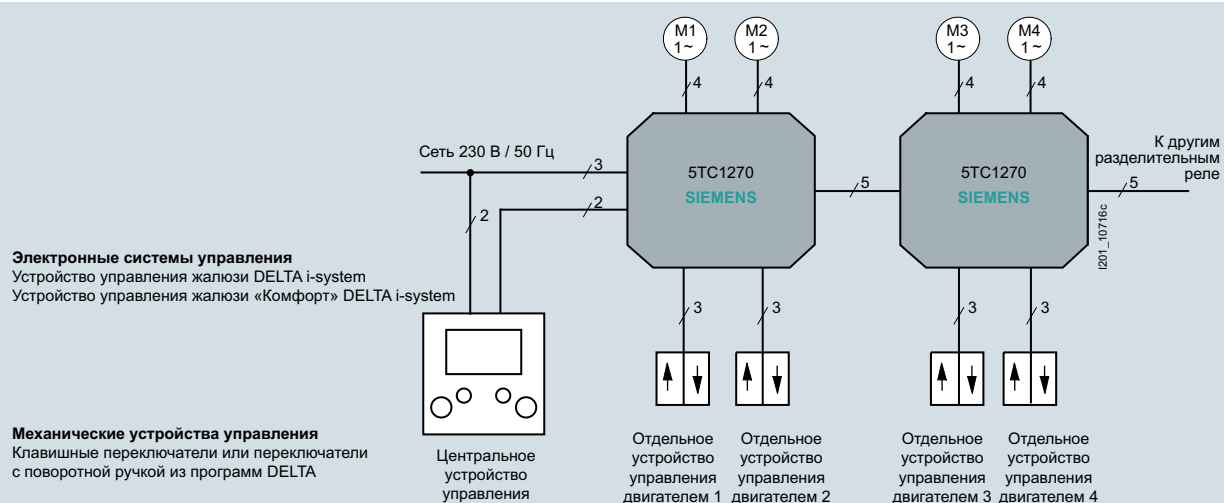 M1
1~
M2
1~
M3
1~
M4
1~
4
4
4
4
Сеть 230 В / 50 Гц
3
5TC1270
SIEMENS
5
5TC1270
SIEMENS
5
К другим
разделительным
реле
2
2
I201_10716c
Электронные системы управления
Устройство управления жалюзи DELTA i-system
Устройство управления жалюзи «Комфорт» DELTA i-system
3
3
3
3
Механические устройства управления
Клавишные переключатели или переключатели
с поворотной ручкой из программ DELTA
Центральное
устройство
управления
Отдельное
устройство
управления
двигателем 1
Отдельное
устройство
управления
двигателем 2
Отдельное
устройство
управления
двигателем 3
Отдельное
устройство
управления
двигателем 4